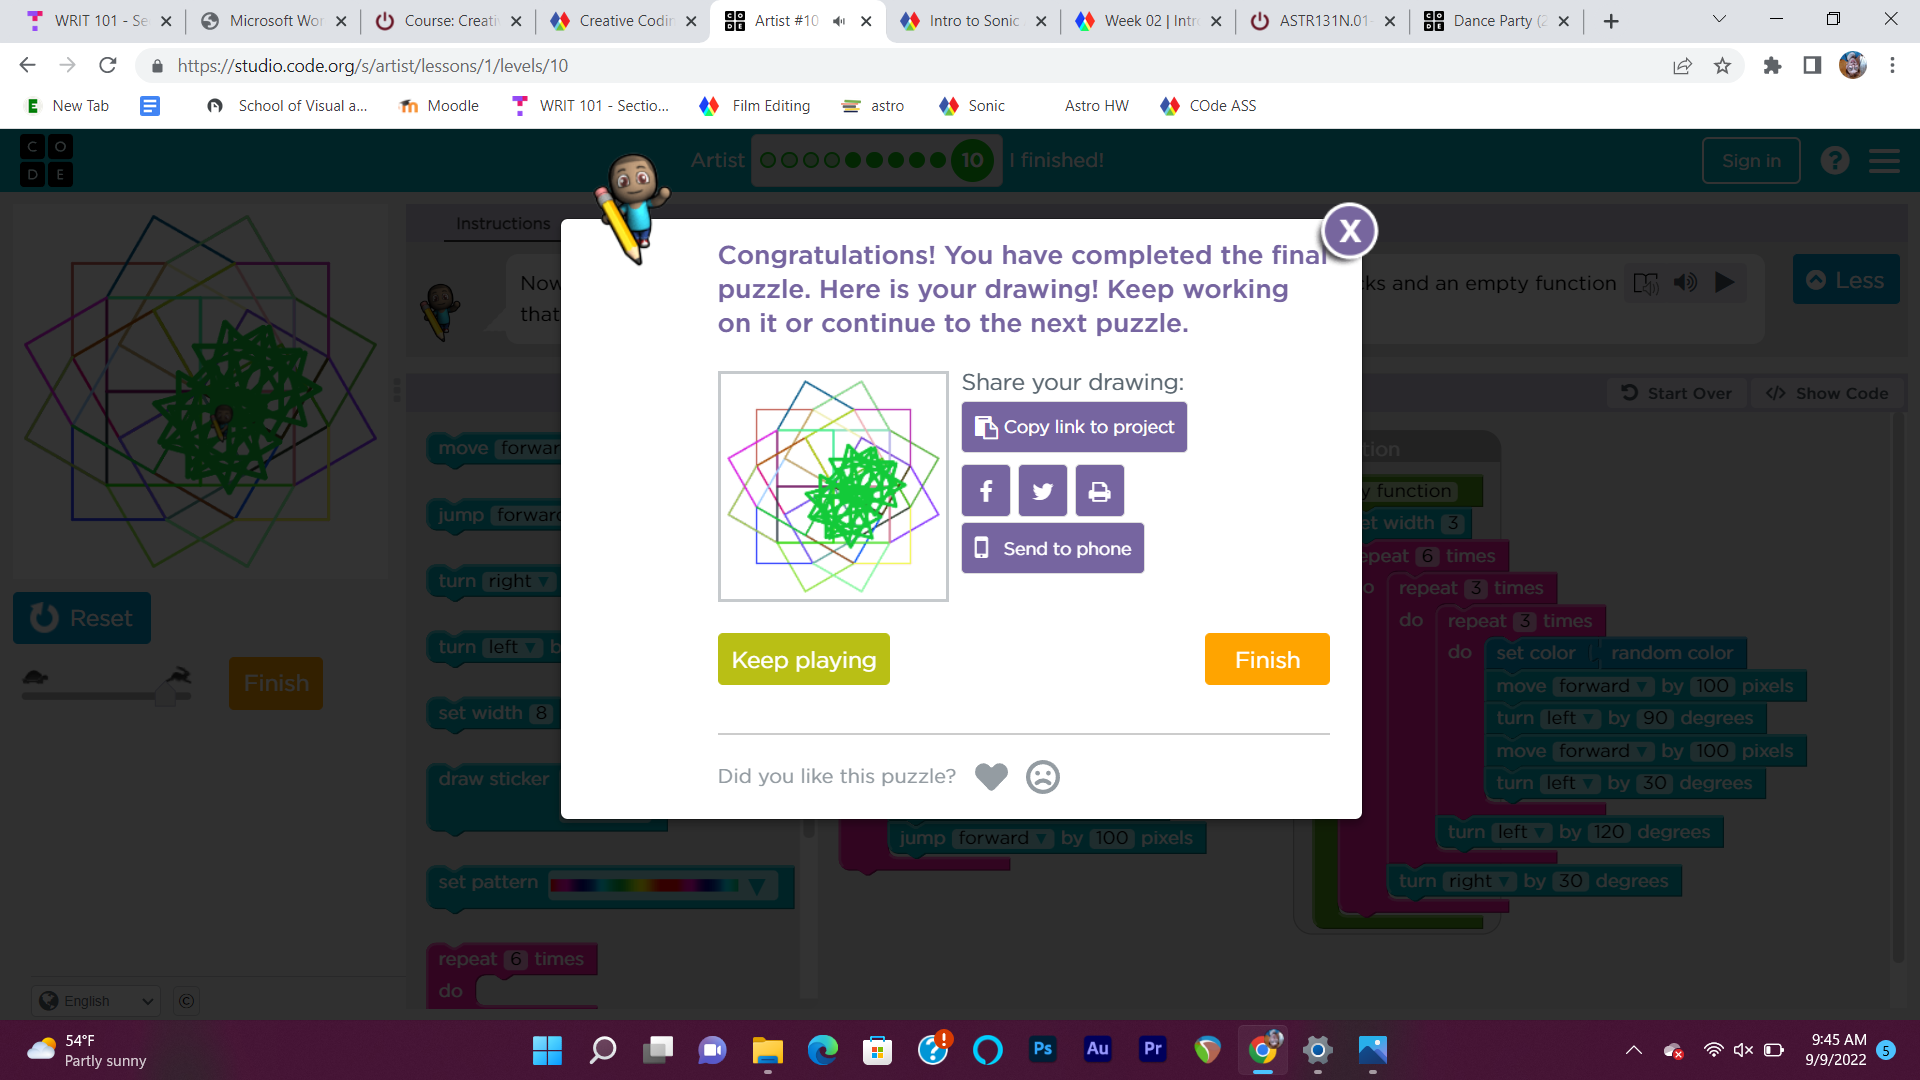 WRIT 101 - Se
Microsoft Wor
Course: Creati
Creative Codin
Artist #10
Intro to Sonic
Week 02 | Intr
ASTR131N.01-
Dance Party (2
https://studio.code.org/s/artist/lessons/1/levels/10
New Tab
School of Visual a...
Moodle
WRIT 101 - Sectio...
Film Editing
astro
Sonic
Astro HW
COde ASS
C O
D E
Artist
10
I finished!
Sign in
?
Instructions
Now
that
ks and an empty function
Less
Start Over
Show Code
X
Congratulations! You have completed the final
puzzle. Here is your drawing! Keep working
on it or continue to the next puzzle.
Share your drawing:
Copy link to project
Send to phone
Keep playing
Finish
Did you like this puzzle?
Reset
Finish
move forwar
jump forward
turn right
turn left b
set width 8
draw sticker
set pattern
repeat 6 times
do
jump forward by 100 pixels
tion
y function
et width 3
epeat 6 times
o repeat 3 times
do repeat 3 times
do set color random color
move forward by 100 pixels
turn left by 90 degrees
move forward by 100 pixels
turn left by 30 degrees
turn left by 120 degrees
turn right by 30 degrees
English
©
54°F
Partly sunny
Ps
Au
Pr
9:45 AM
9/9/2022
5